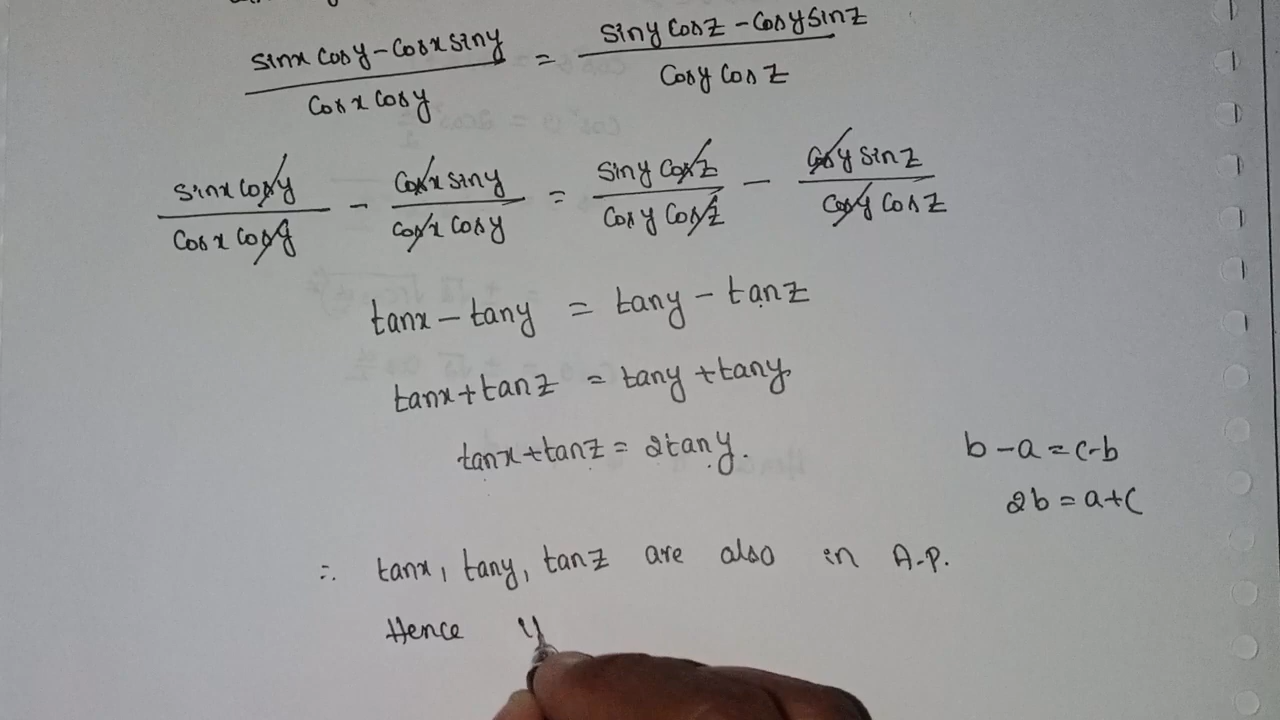 sinx cosy - cosx siny / cosx cosy = siny cosz - cosy sinz / cosy cosz
sinx cosy / cosx cosy - cosx siny / cosx cosy = siny cosz / cosy cosz - cosy sinz / cosy cosz
tanx - tany = tany - tanz
tanx + tanz = tany + tany
tanx + tanz = 2tany.
b - a = c - b
2b = a + c
∴ tanx, tany, tanz are also in A.P.
Hence